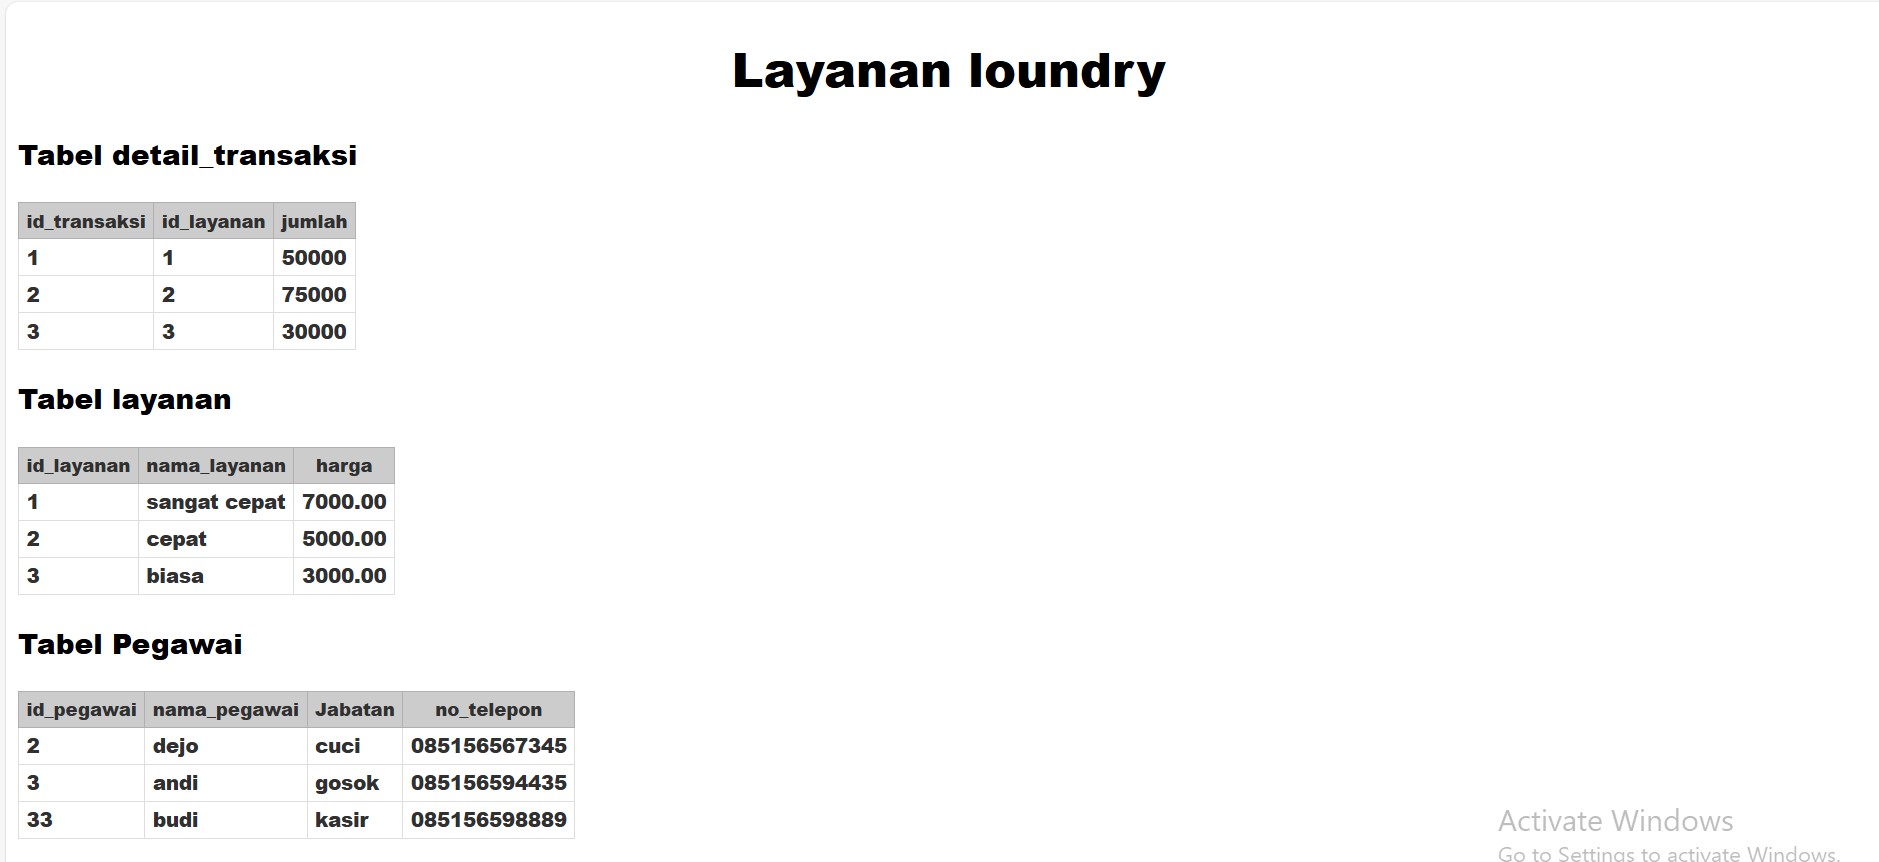 Layanan loundry
Tabel detail_transaksi
id_transaksi id_layanan jumlah
1 1 50000
2 2 75000
3 3 30000
Tabel layanan
id_layanan nama_layanan harga
1 sangat cepat 7000.00
2 cepat 5000.00
3 biasa 3000.00
Tabel Pegawai
id_pegawai nama_pegawai Jabatan no_telepon
2 dejo cuci 085156567345
3 andi gosok 085156594435
33 budi kasir 085156598889
Activate Windows
Go to Settings to activate Windows.